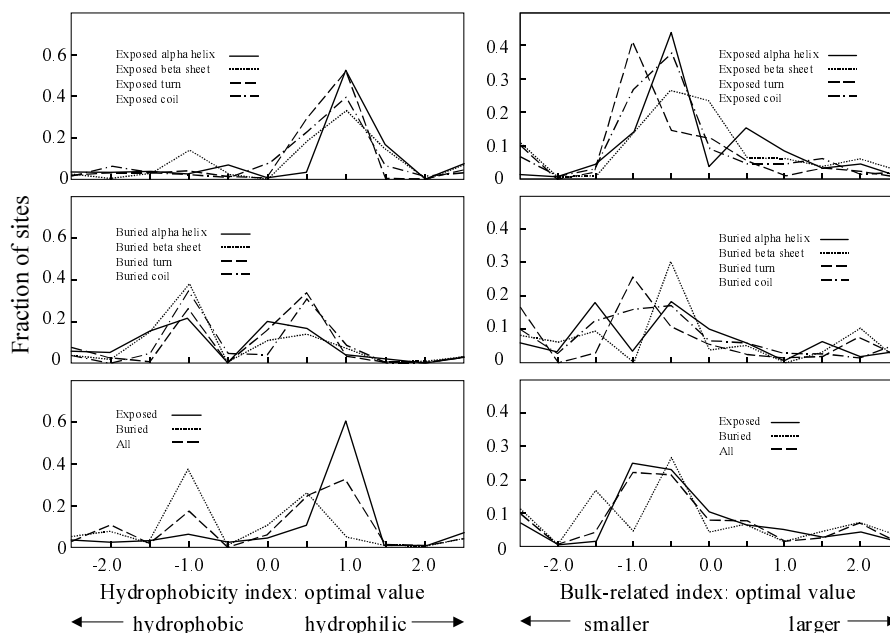 Fraction of sites
0.6
0.4
0.2
0
Exposed alpha helix
Exposed beta sheet
Exposed turn
Exposed coil
0.4
0.3
0.2
0.1
0
Exposed alpha helix
Exposed beta sheet
Exposed turn
Exposed coil
0.6
0.4
0.2
0
Buried alpha helix
Buried beta sheet
Buried turn
Buried coil
0.4
0.3
0.2
0.1
0
Buried alpha helix
Buried beta sheet
Buried turn
Buried coil
0.6
0.4
0.2
0
Exposed
Buried
All
0.4
0.3
0.2
0.1
0
Exposed
Buried
All
-2.0 -1.0 0.0 1.0 2.0
-2.0 -1.0 0.0 1.0 2.0
Hydrophobicity index: optimal value
Bulk-related index: optimal value
hydrophobic hydrophilic
smaller larger